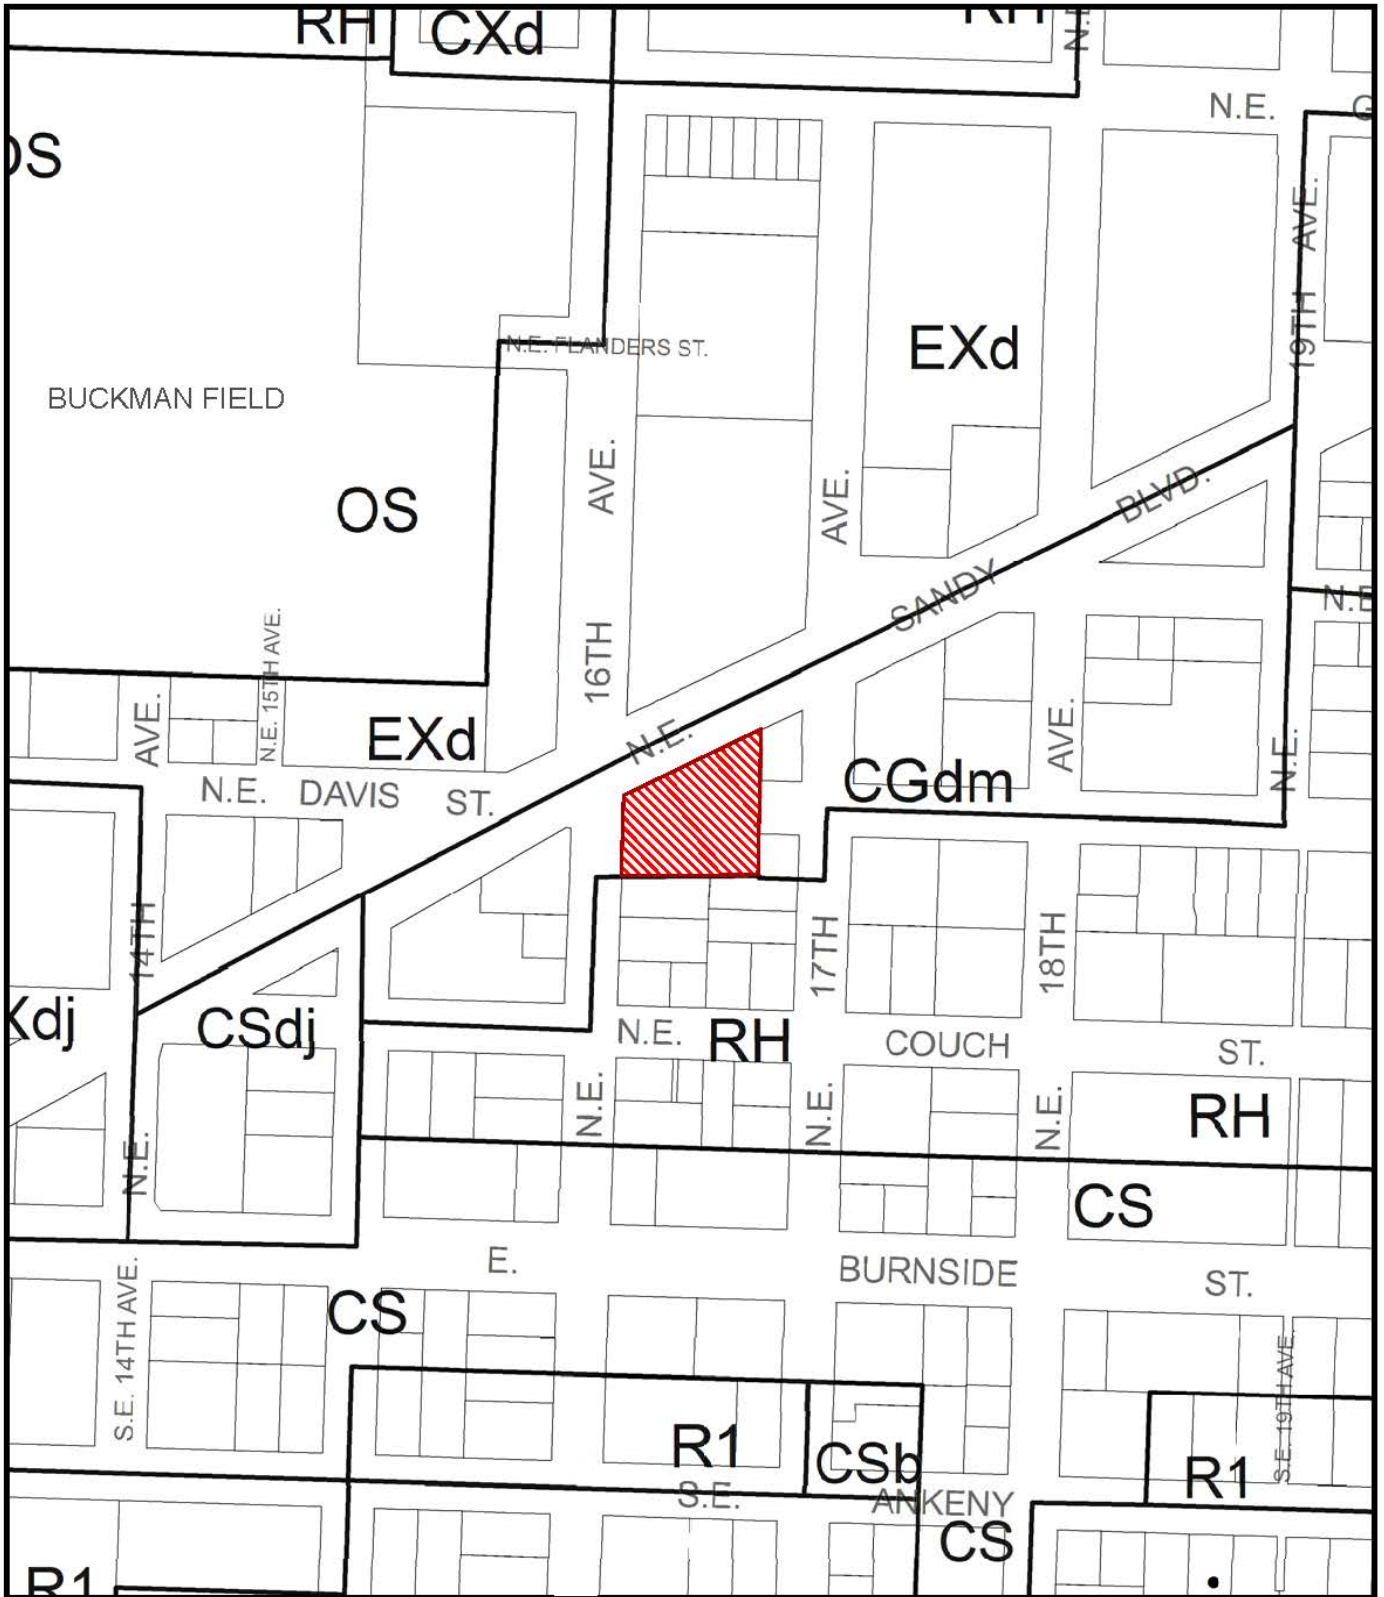 RH
CXd
RH
N.E.
N.E.
OS
19TH AVE.
EXd
N.E. FLANDERS ST.
BUCKMAN FIELD
AVE.
AVE.
BLVD.
OS
SANDY
N.E.
16TH
N.E. 15TH AVE.
AVE.
EXd
N.E.
AVE.
N.E.
CGdm
N.E. DAVIS ST.
14TH
17TH
18TH
Xdj
CSdj
N.E.
RH
COUCH
ST.
N.E.
N.E.
N.E.
RH
N.E.
CS
E.
BURNSIDE
ST.
S.E. 14TH AVE.
CS
S.E. 19TH AVE.
R1
CSb
R1
S.E.
ANKENY
CS
R1